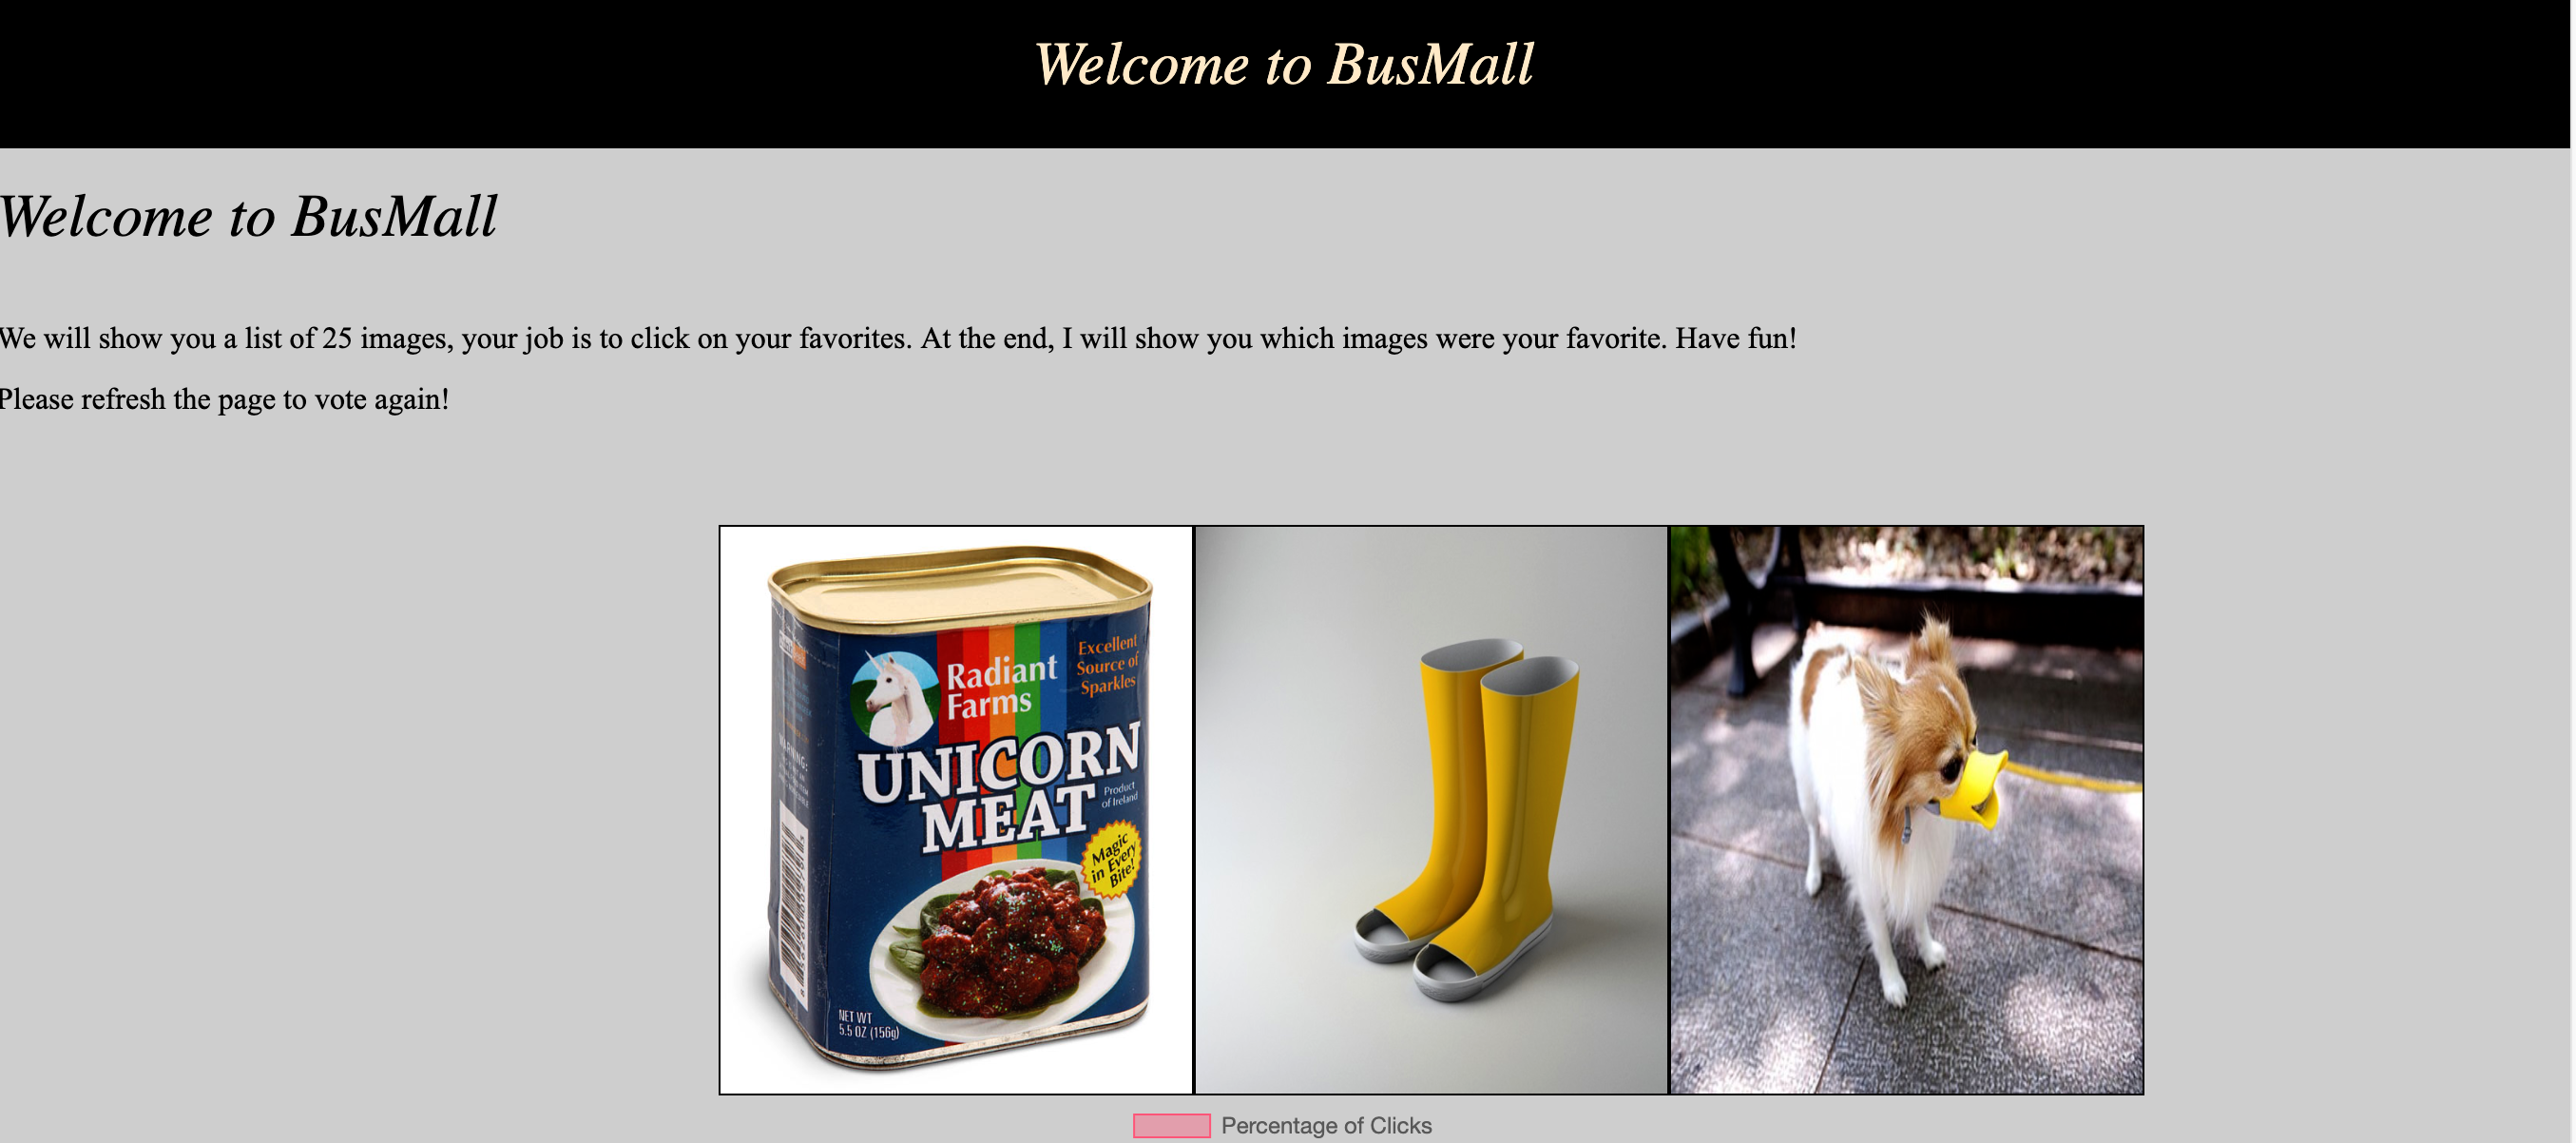 Welcome to BusMall
Welcome to BusMall
We will show you a list of 25 images, your job is to click on your favorites. At the end, I will show you which images were your favorite. Have fun!
Please refresh the page to vote again!
Radiant
Farms
Excellent
Source of
Sparkles
UNICORN
MEAT
Product
of Ireland
Magic
in Every
Bite!
NET WT
5.5 OZ (156g)
WARNING:
Percentage of Clicks